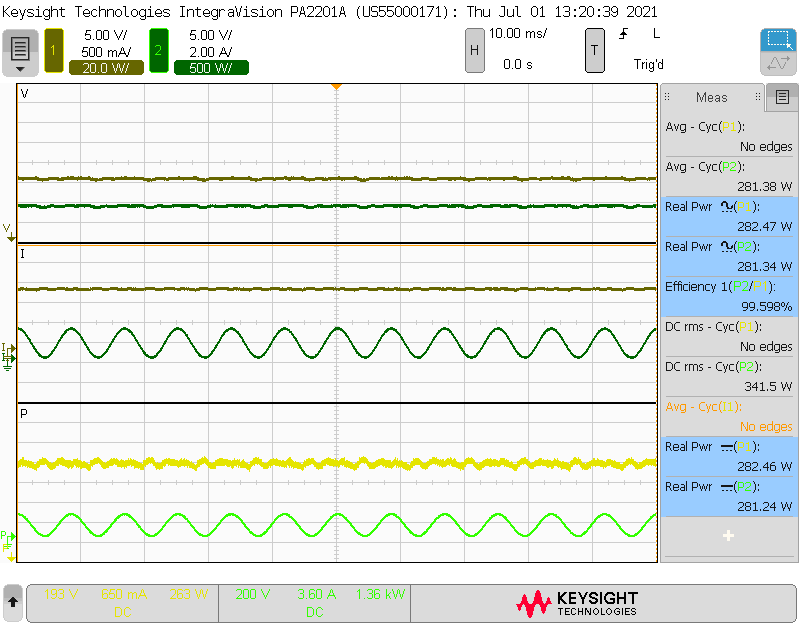 Keysight Technologies IntegraVision PA2201A (US55000171): Thu Jul 01 13:20:39 2021
1 5.00 V/ 2 5.00 V/ H 10.00 ms/ T L
500 mA/ 2.00 A/
20.0 W/ 500 W/ 0.0 s Trig'd
V
I
P
V
I
I
P
Meas
Avg - Cyc(P1):
No edges
Avg - Cyc(P2):
281.38 W
Real Pwr (P1):
282.47 W
Real Pwr (P2):
281.34 W
Efficiency 1(P2/P1):
99.598%
DC rms - Cyc(P1):
No edges
DC rms - Cyc(P2):
341.5 W
Avg - Cyc(I1):
No edges
Real Pwr (P1):
282.46 W
Real Pwr (P2):
281.24 W
650 mA 200 V 3.60 A 1.36 kW
DC DC
KEYSIGHT
TECHNOLOGIES